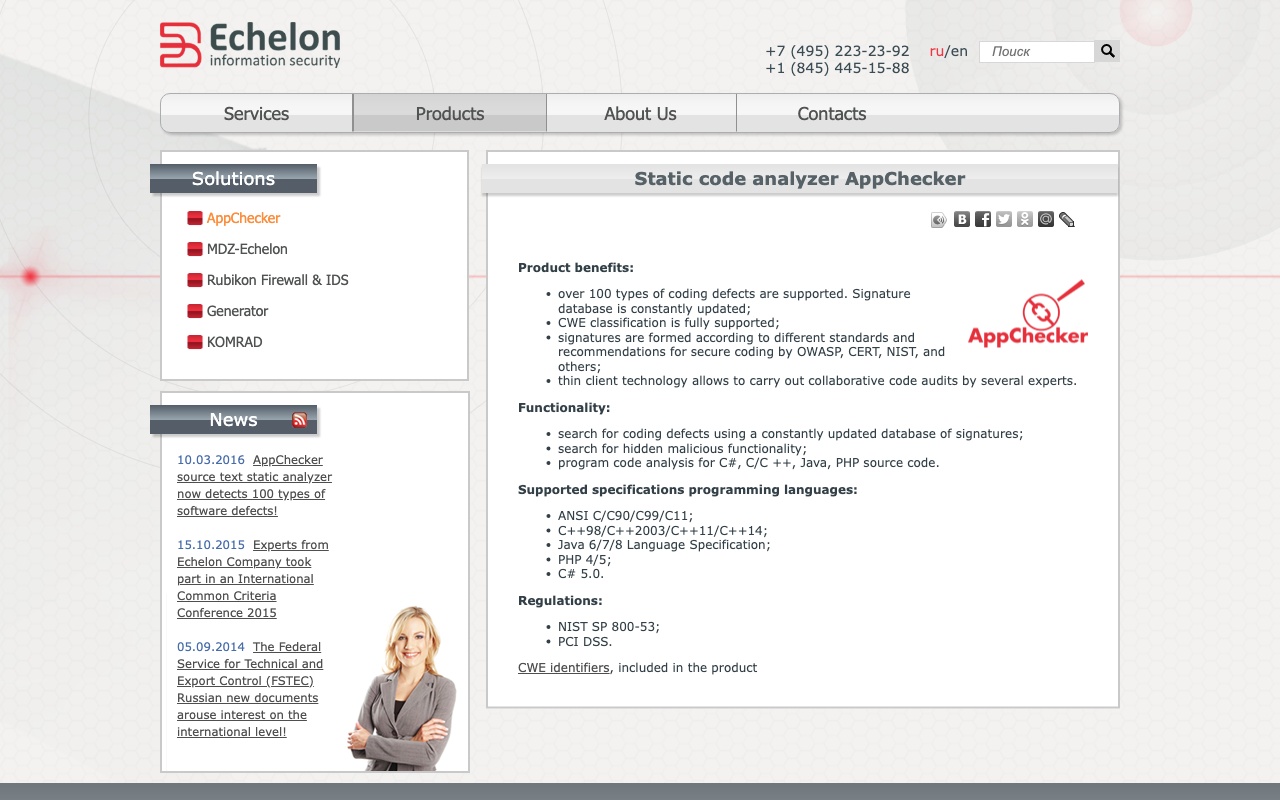 Echelon
information security
+7 (495) 223-23-92
+1 (845) 445-15-88
ru/en
Поиск
Services
Products
About Us
Contacts
Solutions
AppChecker
MDZ-Echelon
Rubikon Firewall & IDS
Generator
KOMRAD
News
10.03.2016 AppChecker
source text static analyzer
now detects 100 types of
software defects!
15.10.2015 Experts from
Echelon Company took
part in an International
Common Criteria
Conference 2015
05.09.2014 The Federal
Service for Technical and
Export Control (FSTEC)
Russian new documents
arouse interest on the
international level!
Static code analyzer AppChecker
Product benefits:
• over 100 types of coding defects are supported. Signature
database is constantly updated;
• CWE classification is fully supported;
• signatures are formed according to different standards and
recommendations for secure coding by OWASP, CERT, NIST, and
others;
• thin client technology allows to carry out collaborative code audits by several experts.
AppChecker
Functionality:
• search for coding defects using a constantly updated database of signatures;
• search for hidden malicious functionality;
• program code analysis for C#, C/C ++, Java, PHP source code.
Supported specifications programming languages:
• ANSI C/C90/C99/C11;
• C++98/C++2003/C++11/C++14;
• Java 6/7/8 Language Specification;
• PHP 4/5;
• C# 5.0.
Regulations:
• NIST SP 800-53;
• PCI DSS.
CWE identifiers, included in the product